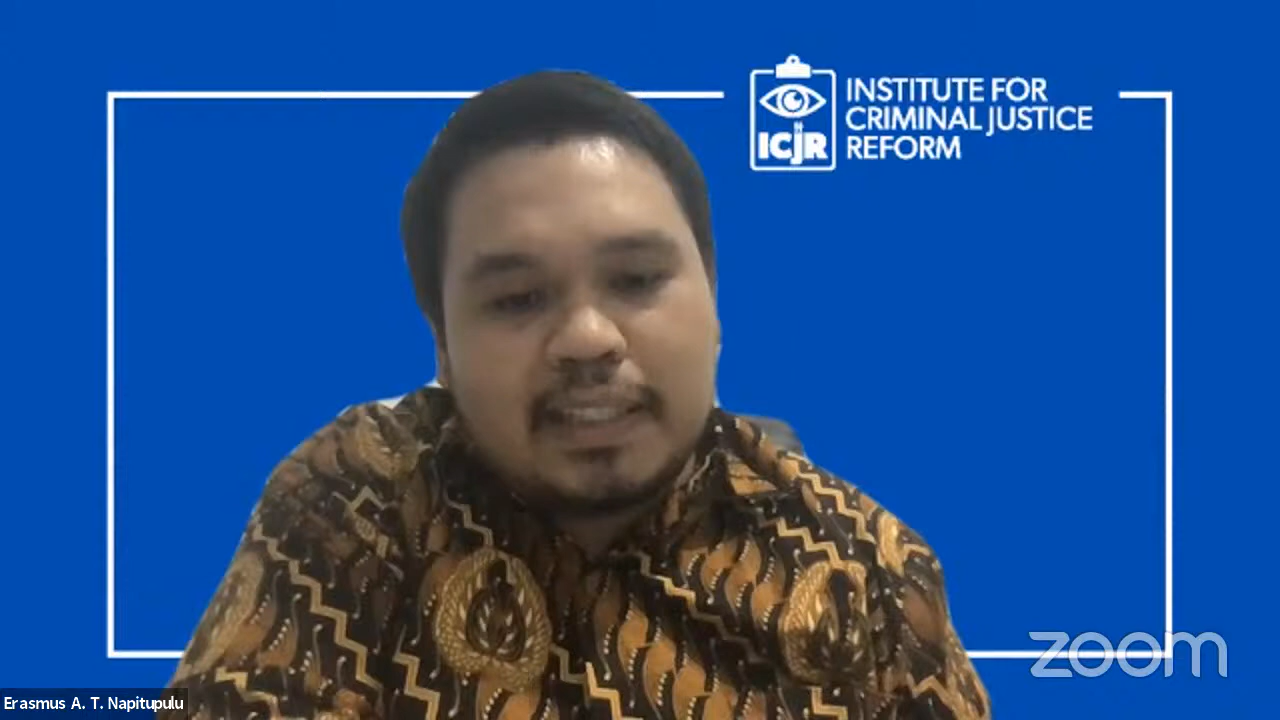 INSTITUTE FOR
CRIMINAL JUSTICE
REFORM
ICJR
zoom
Erasmus A. T. Napitupulu